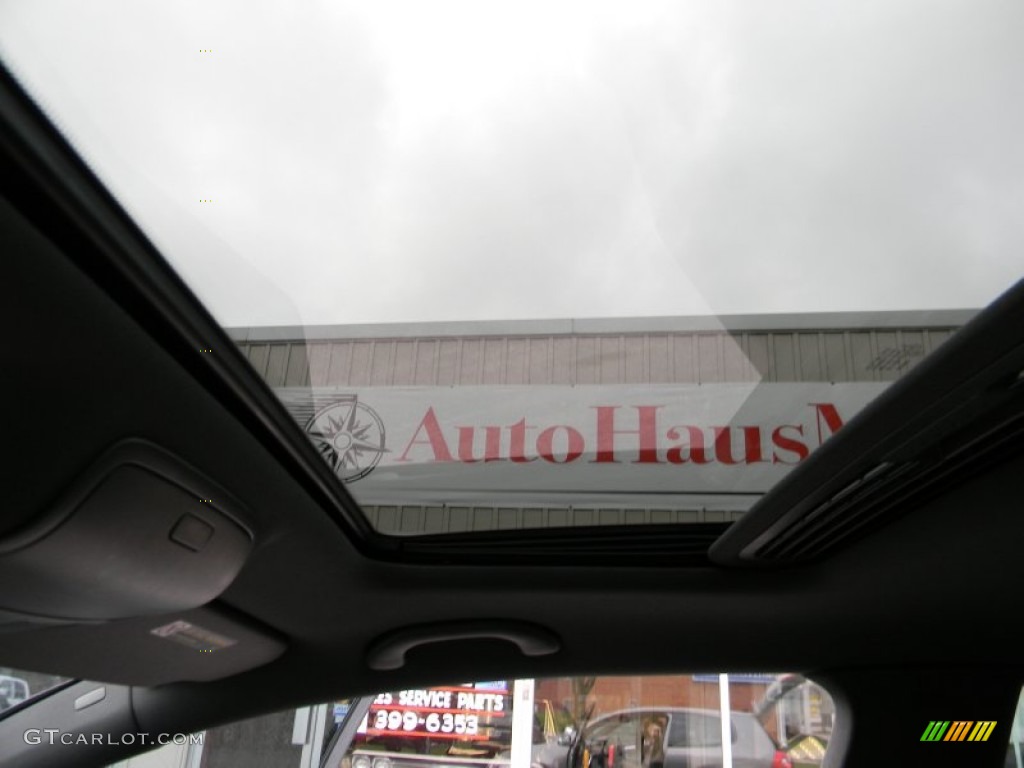 AutoHaus
SERVICE PARTS
399-6353
GTCARLOT.COM